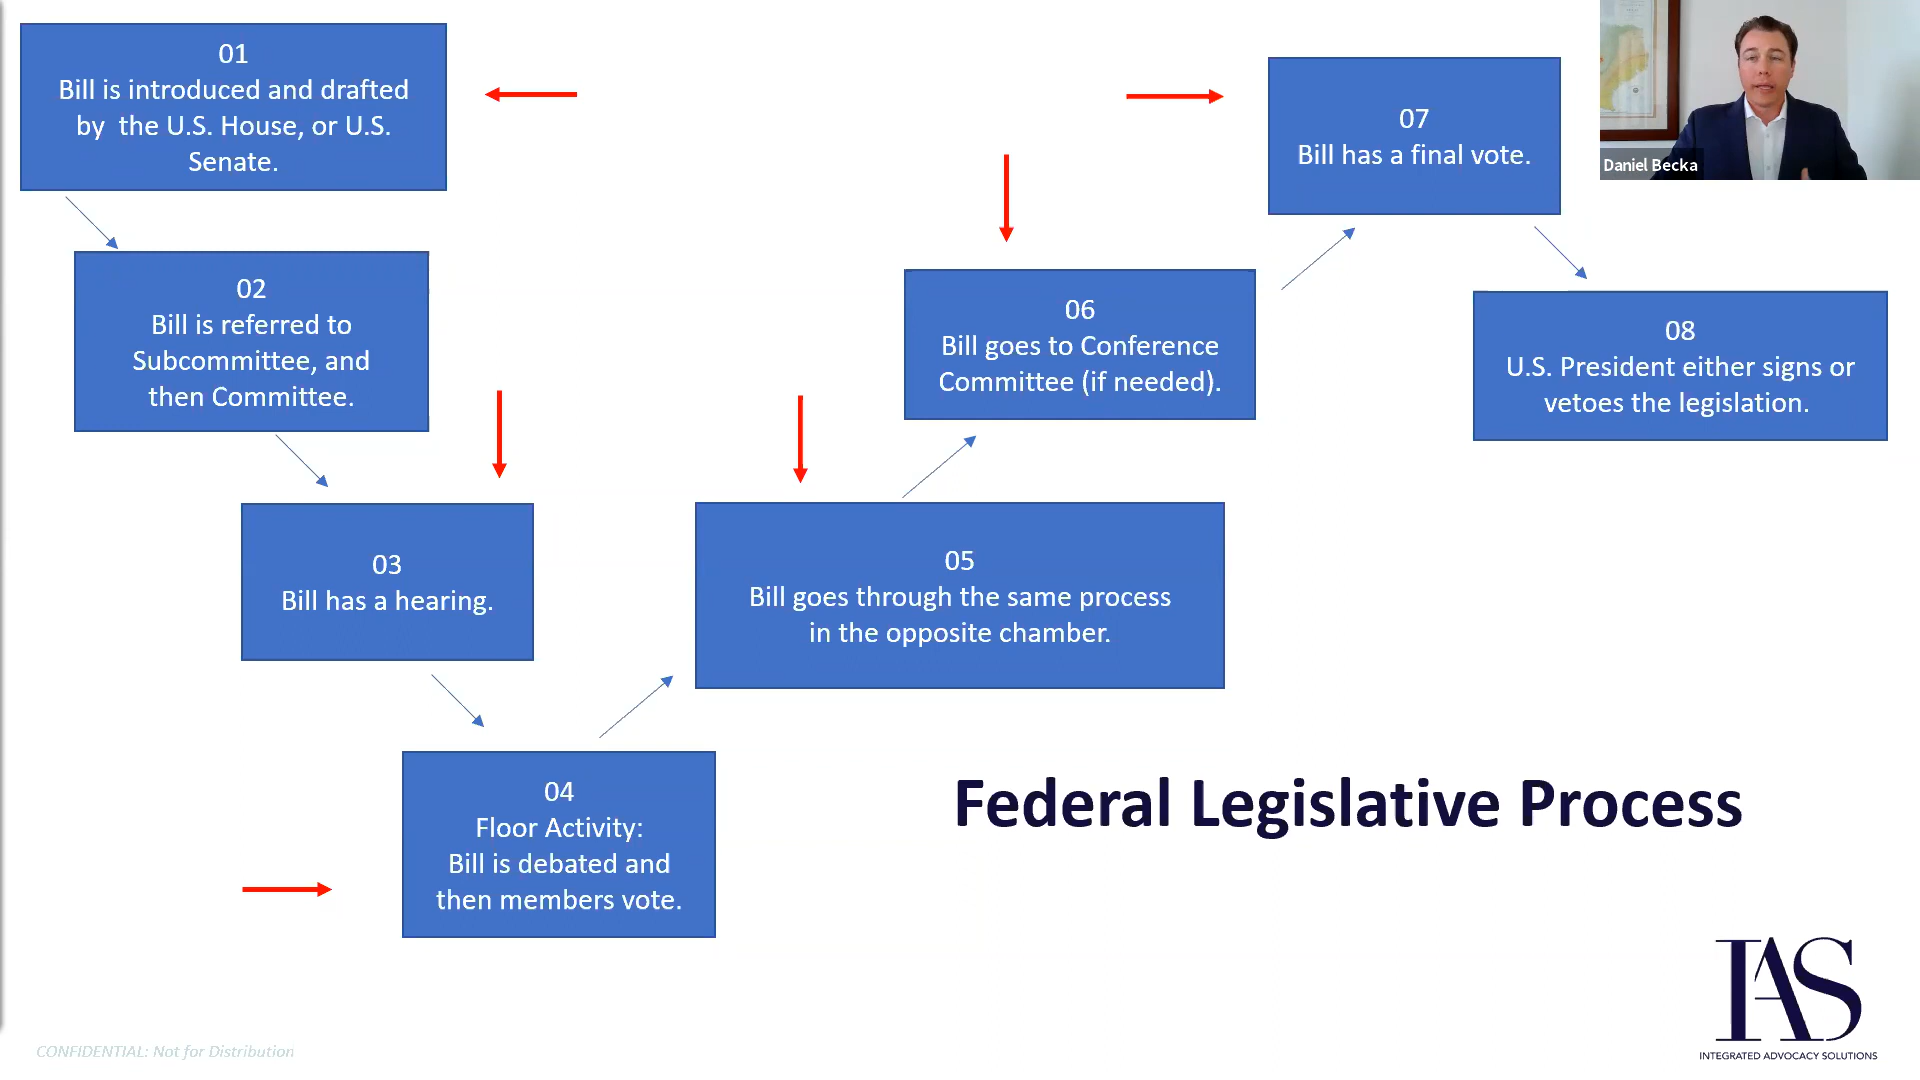 01
Bill is introduced and drafted
by the U.S. House, or U.S.
Senate.
02
Bill is referred to
Subcommittee, and
then Committee.
03
Bill has a hearing.
04
Floor Activity:
Bill is debated and
then members vote.
05
Bill goes through the same process
in the opposite chamber.
06
Bill goes to Conference
Committee (if needed).
07
Bill has a final vote.
08
U.S. President either signs or
vetoes the legislation.
Daniel Becka
Federal Legislative Process
IAS
INTEGRATED ADVOCACY SOLUTIONS
CONFIDENTIAL: Not for Distribution